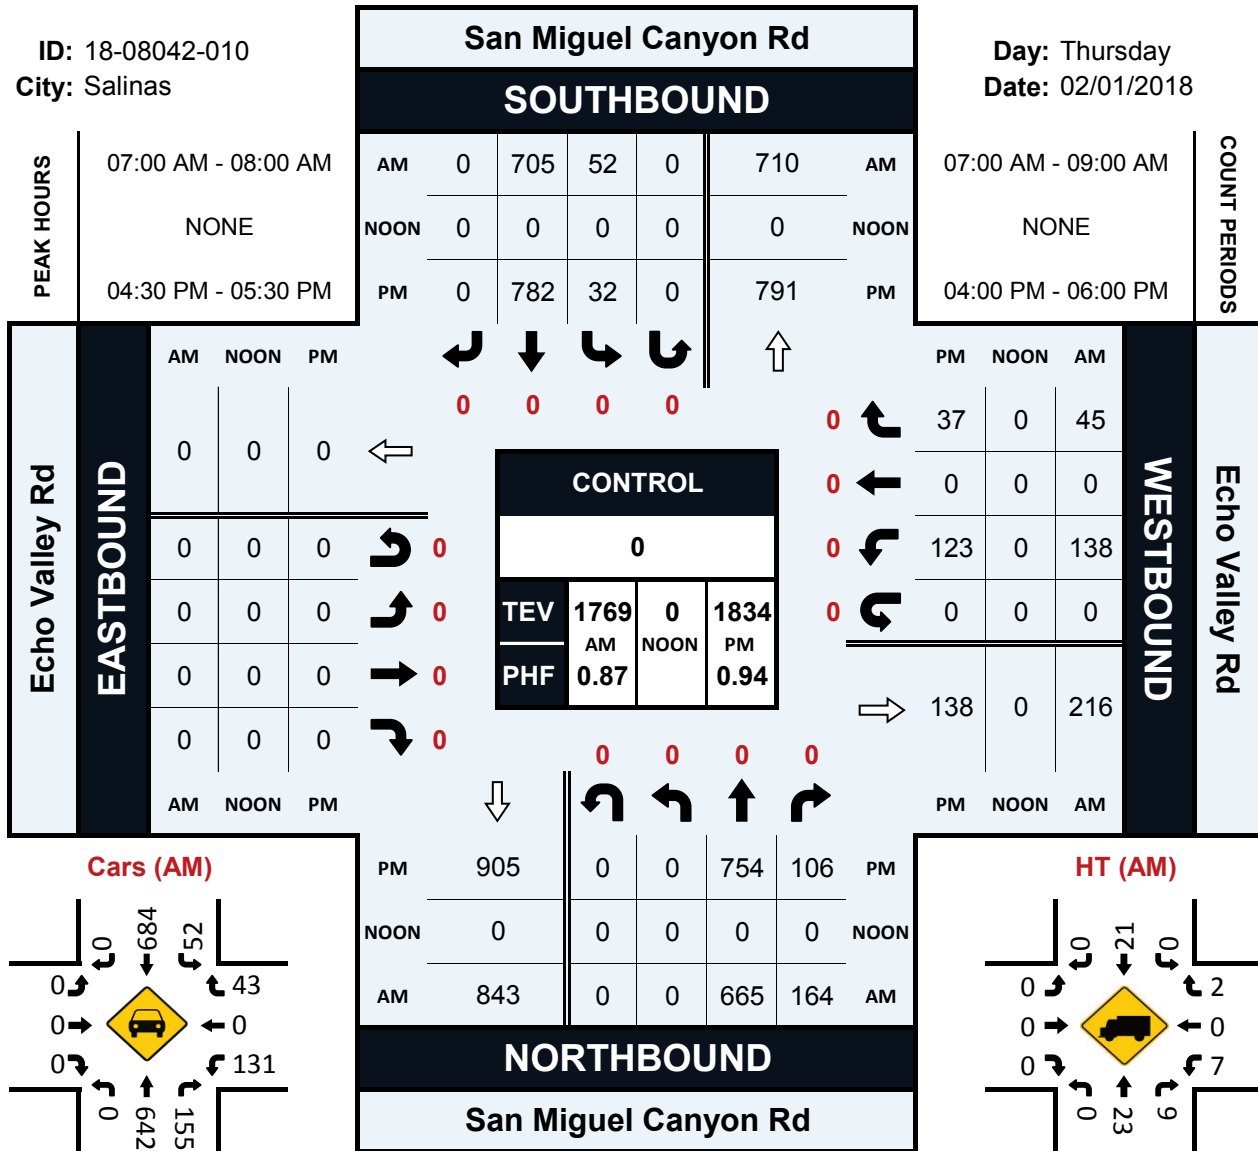 San Miguel Canyon Rd
ID: 18-08042-010
Day: Thursday
City: Salinas
Date: 02/01/2018
SOUTHBOUND
PEAK HOURS
07:00 AM - 08:00 AM
AM 0 705 52 0 710 AM
07:00 AM - 09:00 AM
COUNT PERIODS
NONE
NOON 0 0 0 0 0 NOON
NONE
04:30 PM - 05:30 PM
PM 0 782 32 0 791 PM
04:00 PM - 06:00 PM
AM NOON PM
PM NOON AM
0 0 0 0
0 37 0 45
0 0 0
CONTROL
0 0 0 0
0 0 0 0
0
0 123 0 138
0 0 0 0
TEV 1769 0 1834
0 0 0 0
AM NOON PM
0 0 0 0
PHF 0.87 0.94
138 0 216
0 0 0 0
0 0 0 0
AM NOON PM
PM NOON AM
Echo Valley Rd
EASTBOUND
WESTBOUND
Echo Valley Rd
Cars (AM)
PM 905 0 0 754 106 PM
HT (AM)
NOON 0 0 0 0 0 NOON
AM 843 0 0 665 164 AM
0 684 52
0 43
0 0
0 131
0 642 155
0 21 0
0 2
0 0
0 7
0 23 9
NORTHBOUND
San Miguel Canyon Rd